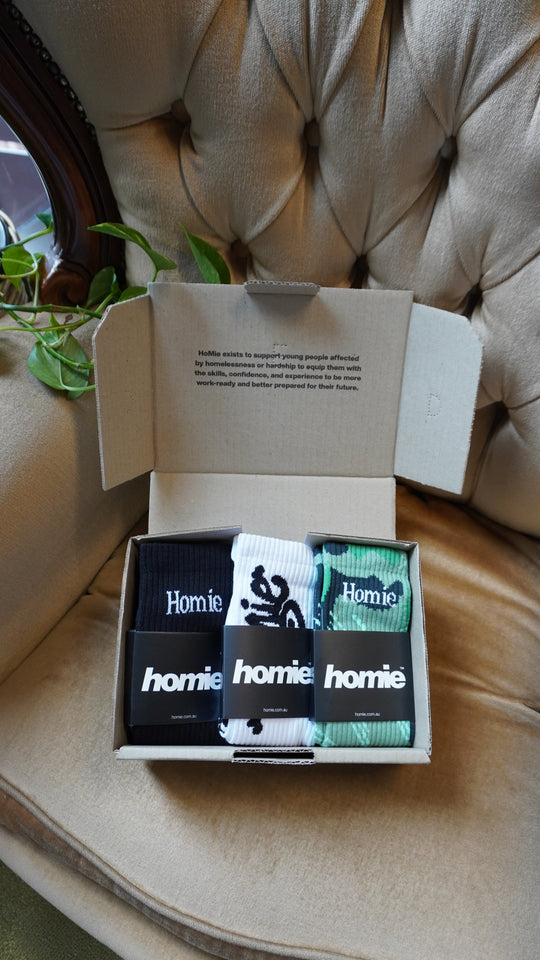 HoMie exists to support young people affected
by homelessness or hardship to equip them with
the skills, confidence, and experience to be more
work-ready and better prepared for their future.
Homie
Homie
homie
homie
homie™
homie.com.au
homie.com.au
homie.com.au